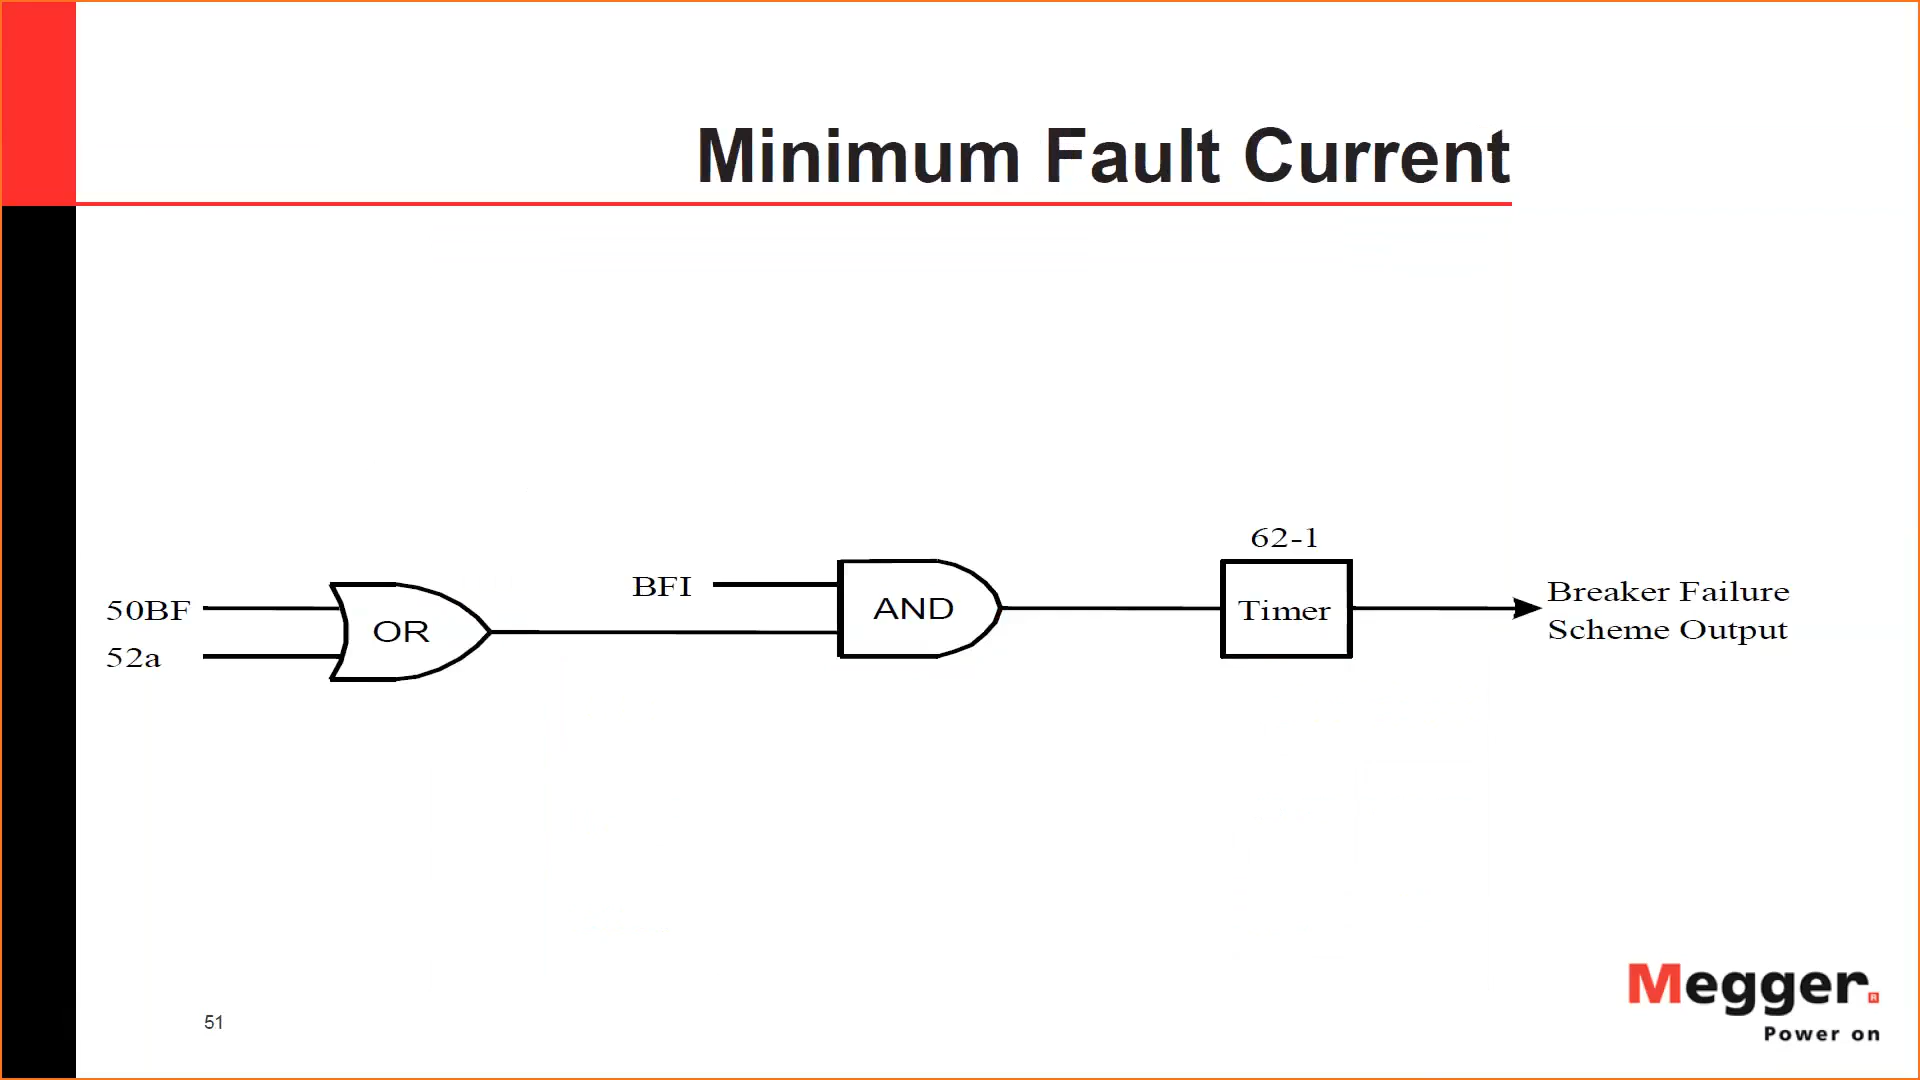 Minimum Fault Current
62-1
50BF
52a
OR
BFI
AND
Timer
Breaker Failure
Scheme Output
51
Megger.
Power on